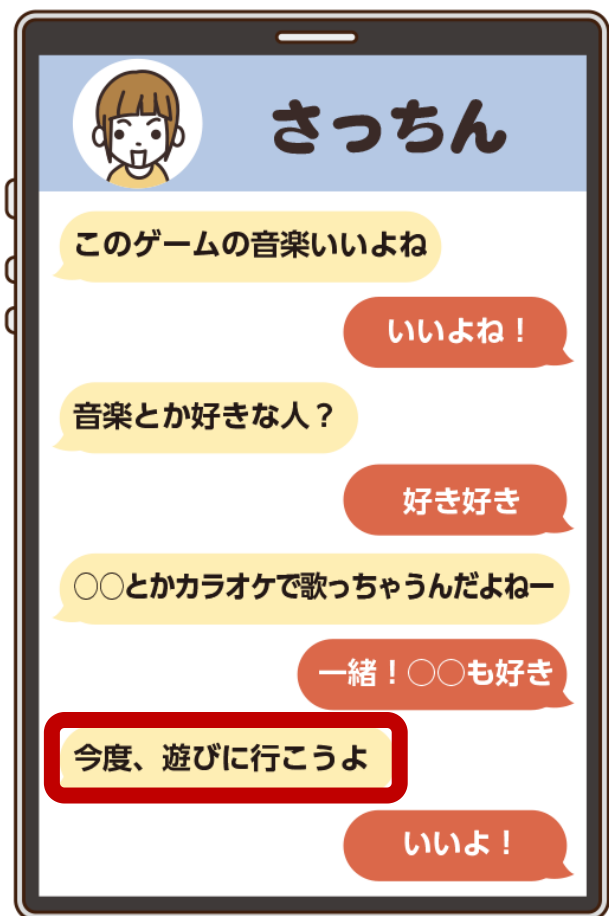 さっちん
このゲームの音楽いいよね
いいよね！
音楽とか好きな人？
好き好き
○○とかカラオケで歌っちゃうんだよねー
一緒！○○も好き
今度、遊びに行こうよ
いいよ！